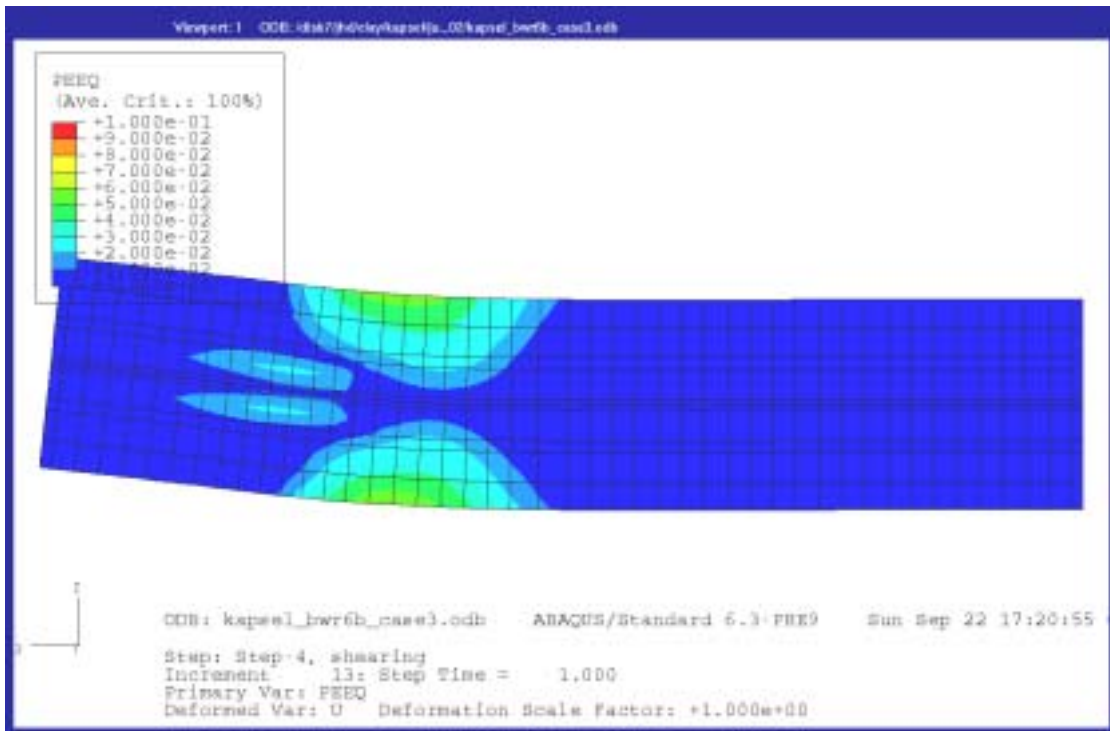 Viewport: 1 ODB: /disk7/jhd/clay/kapsel/ja_02/kapsel_bwr6b_case3.odb
PEEQ
(Ave. Crit.: 100%)
+1.000e-01
+9.000e-02
+8.000e-02
+7.000e-02
+6.000e-02
+5.000e-02
+4.000e-02
+3.000e-02
+2.000e-02
ODB: kapsel_bwr6b_case3.odb ABAQUS/Standard 6.3-PRE9 Sun Sep 22 17:20:55
Step: Step-4, shearing
Increment 13: Step Time = 1.000
Primary Var: PEEQ
Deformed Var: U Deformation Scale Factor: +1.000e+00